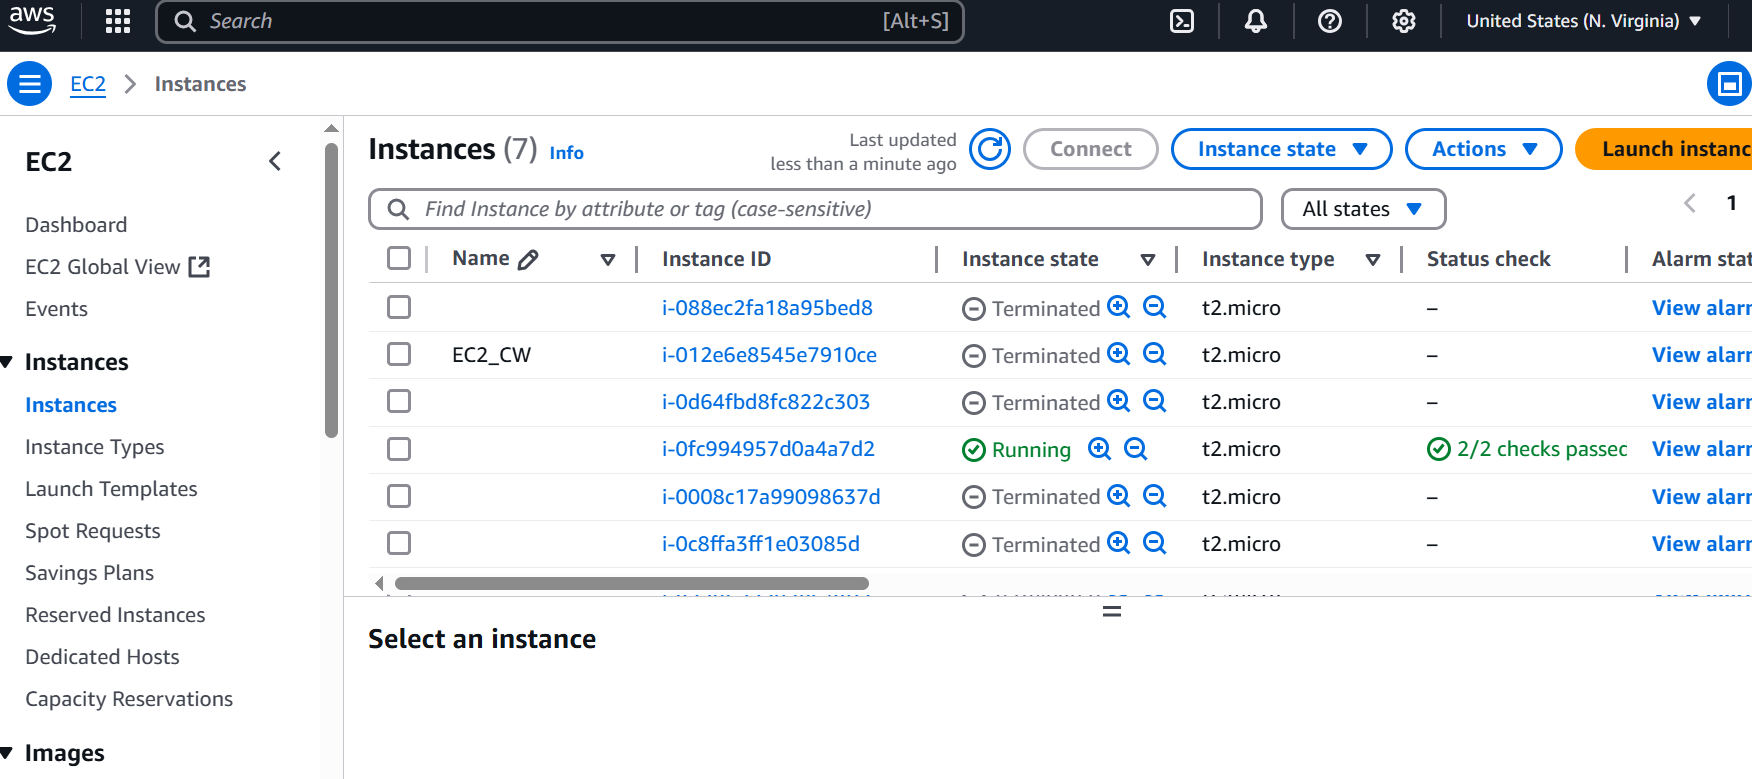 aws
Search [Alt+S]
United States (N. Virginia)
EC2 Instances
EC2
Dashboard
EC2 Global View
Events
Instances
Instances
Instance Types
Launch Templates
Spot Requests
Savings Plans
Reserved Instances
Dedicated Hosts
Capacity Reservations
Images
Instances (7) Info
Last updated
less than a minute ago
Connect
Instance state
Actions
Launch instanc
Find Instance by attribute or tag (case-sensitive)
All states
1
Name Instance ID Instance state Instance type Status check Alarm stat
i-088ec2fa18a95bed8 Terminated t2.micro – View alarr
EC2_CW i-012e6e8545e7910ce Terminated t2.micro – View alarr
i-0d64fbd8fc822c303 Terminated t2.micro – View alarr
i-0fc994957d0a4a7d2 Running t2.micro 2/2 checks passed View alarr
i-0008c17a99098637d Terminated t2.micro – View alarr
i-0c8ffa3ff1e03085d Terminated t2.micro – View alarr
Select an instance